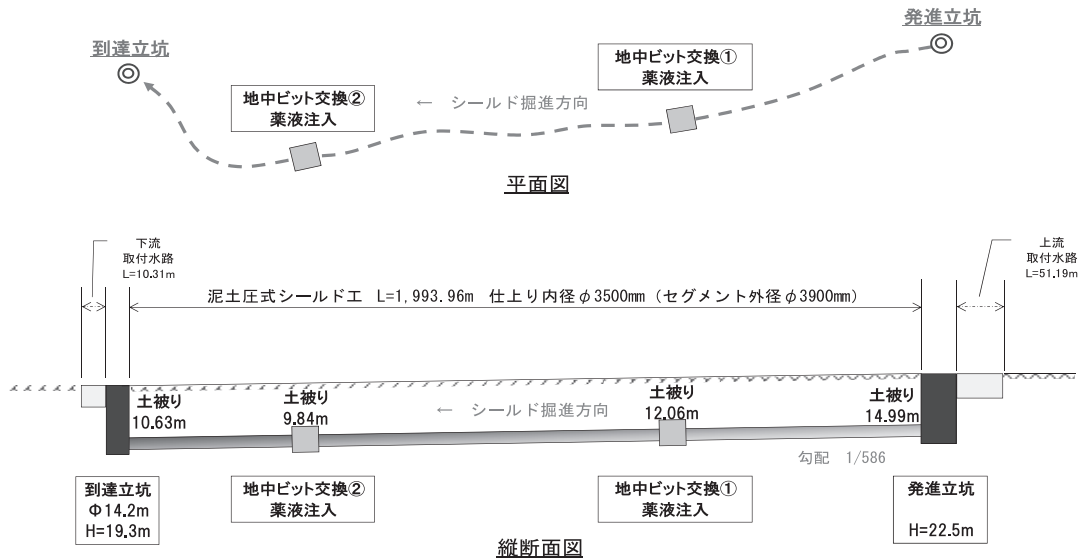 発進立坑
到達立坑
地中ビット交換①
薬液注入
地中ビット交換②
薬液注入
← シールド掘進方向
平面図
下流
取付水路
L=10.31m
上流
取付水路
L=51.19m
泥土圧式シールド工 L=1,993.96m 仕上り内径φ3500mm（セグメント外径φ3900mm）
土被り
10.63m
土被り
9.84m
← シールド掘進方向
土被り
12.06m
土被り
14.99m
勾配 1/586
到達立坑
Φ14.2m
H=19.3m
地中ビット交換②
薬液注入
地中ビット交換①
薬液注入
発進立坑
H=22.5m
縦断面図